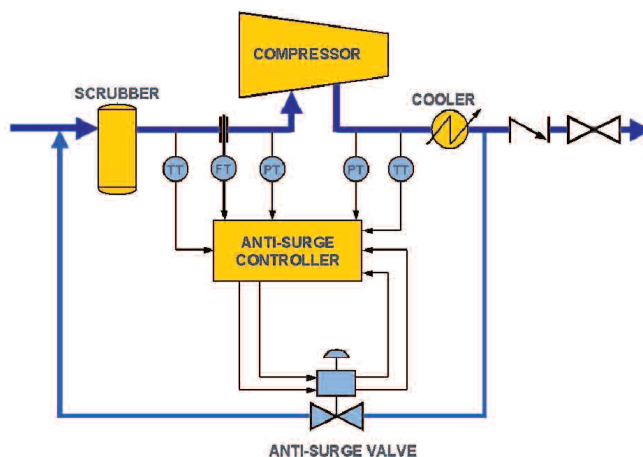 COMPRESSOR
SCRUBBER
COOLER
TT
FT
PT
PT
TT
ANTI-SURGE
CONTROLLER
ANTI-SURGE VALVE